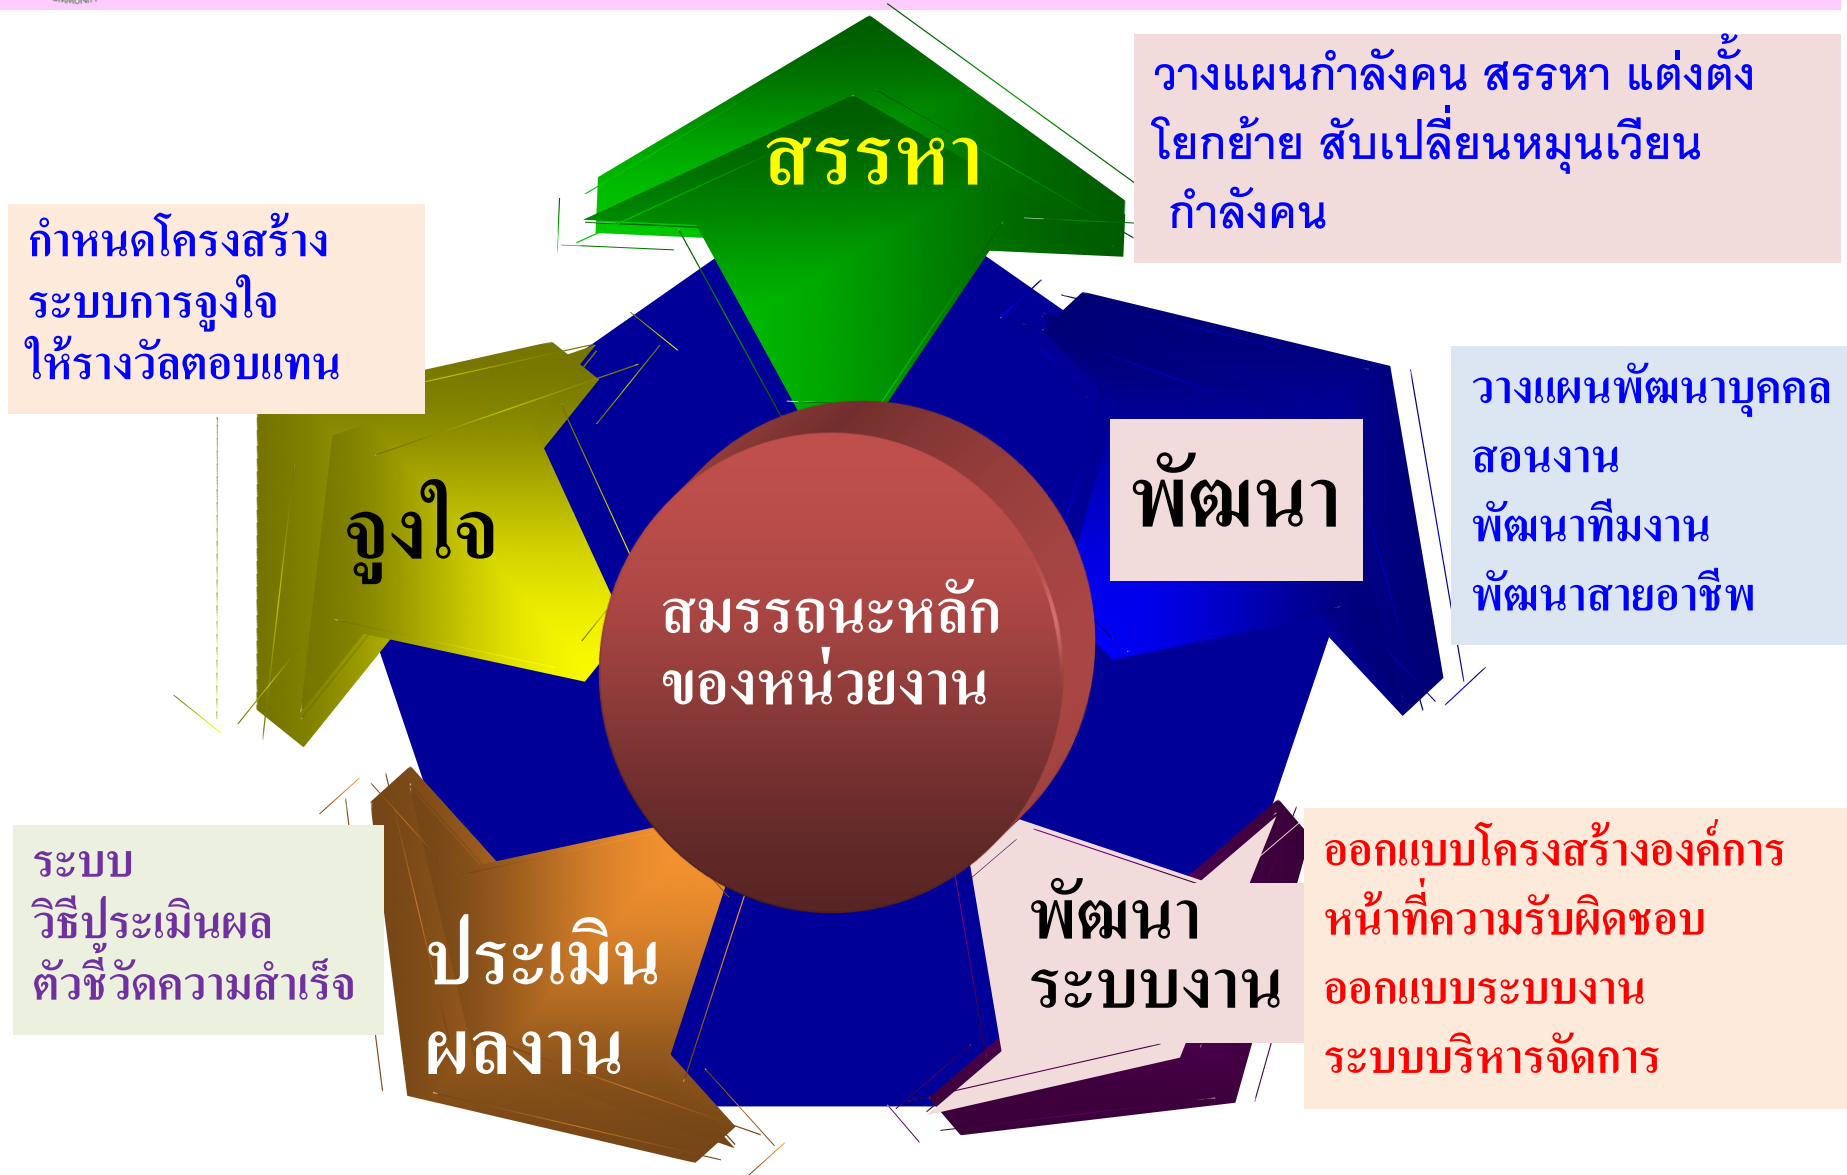 สรรหา
วางแผนกำลังคน สรรหา แต่งตั้ง
โยกย้าย สับเปลี่ยนหมุนเวียน
กำลังคน
กำหนดโครงสร้าง
ระบบการจูงใจ
ให้รางวัลตอบแทน
จูงใจ
พัฒนา
วางแผนพัฒนาบุคคล
สอนงาน
พัฒนาทีมงาน
พัฒนาสายอาชีพ
สมรรถนะหลัก
ของหน่วยงาน
ระบบ
วิธีประเมินผล
ตัวชี้วัดความสำเร็จ
ประเมิน
ผลงาน
พัฒนา
ระบบงาน
ออกแบบโครงสร้างองค์การ
หน้าที่ความรับผิดชอบ
ออกแบบระบบงาน
ระบบบริหารจัดการ